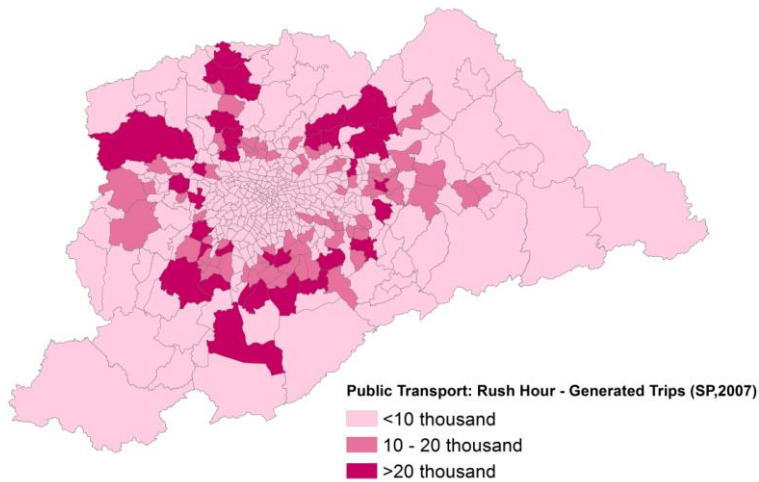 Public Transport: Rush Hour - Generated Trips (SP,2007)
<10 thousand
10 - 20 thousand
>20 thousand